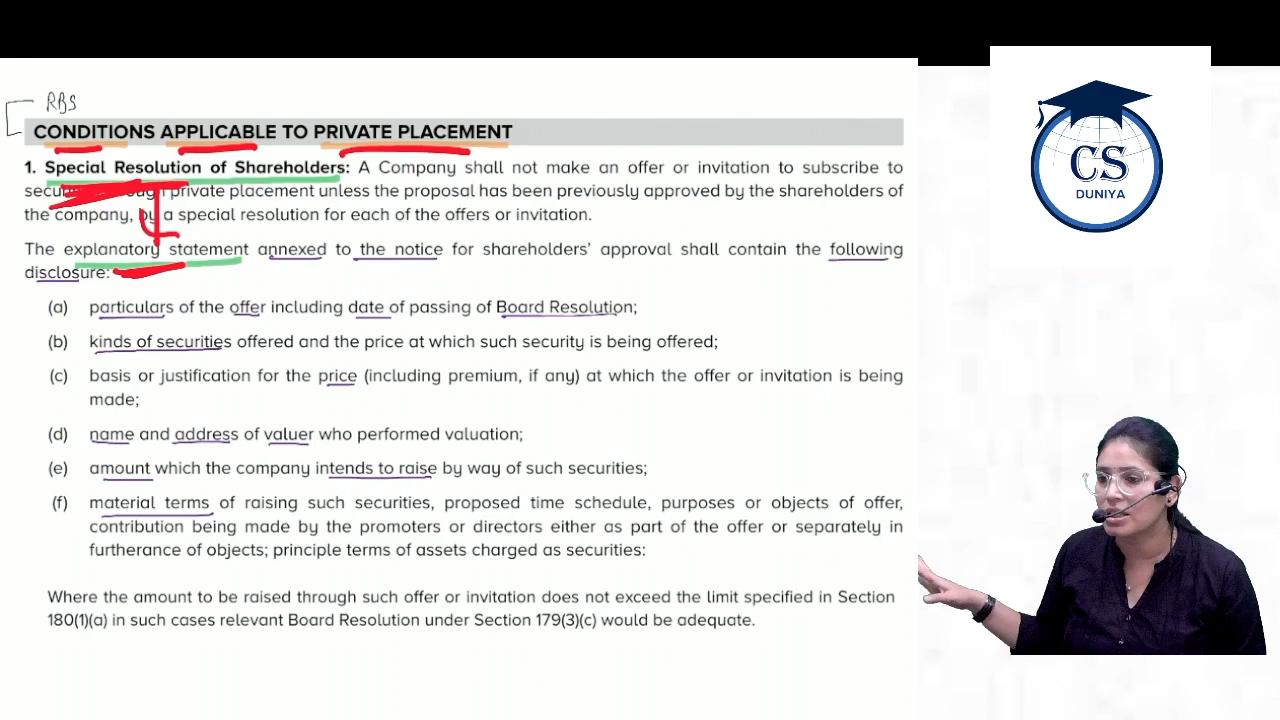 RBS
CONDITIONS APPLICABLE TO PRIVATE PLACEMENT
1. Special Resolution of Shareholders: A Company shall not make an offer or invitation to subscribe to
private placement unless the proposal has been previously approved by the shareholders of
the company, by a special resolution for each of the offers or invitation.
The explanatory statement annexed to the notice for shareholders' approval shall contain the following
disclosure:
(a) particulars of the offer including date of passing of Board Resolution;
(b) kinds of securities offered and the price at which such security is being offered;
(c) basis or justification for the price (including premium, if any) at which the offer or invitation is being
made;
(d) name and address of valuer who performed valuation;
(e) amount which the company intends to raise by way of such securities;
(f) material terms of raising such securities, proposed time schedule, purposes or objects of offer,
contribution being made by the promoters or directors either as part of the offer or separately in
furtherance of objects; principle terms of assets charged as securities:
Where the amount to be raised through such offer or invitation does not exceed the limit specified in Section
180(1)(a) in such cases relevant Board Resolution under Section 179(3)(c) would be adequate.
CS
DUNIYA